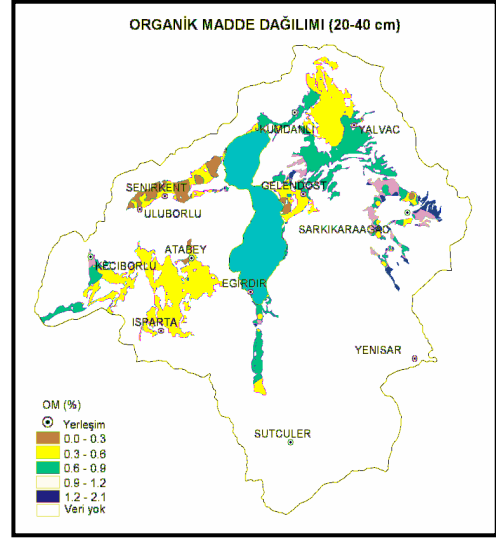 ORGANİK MADDE DAĞILIMI (20-40 cm)
KUMDANLI
YALVAC
SENIRKENT
GELENDOST
ULUBORLU
SARKIKARAAGAC
ATABEY
KECIBORLU
EGIRDIR
ISPARTA
YENISAR
SUTCULER
OM (%)
Yerleşim
0.0 - 0.3
0.3 - 0.6
0.6 - 0.9
0.9 - 1.2
1.2 - 2.1
Veri yok